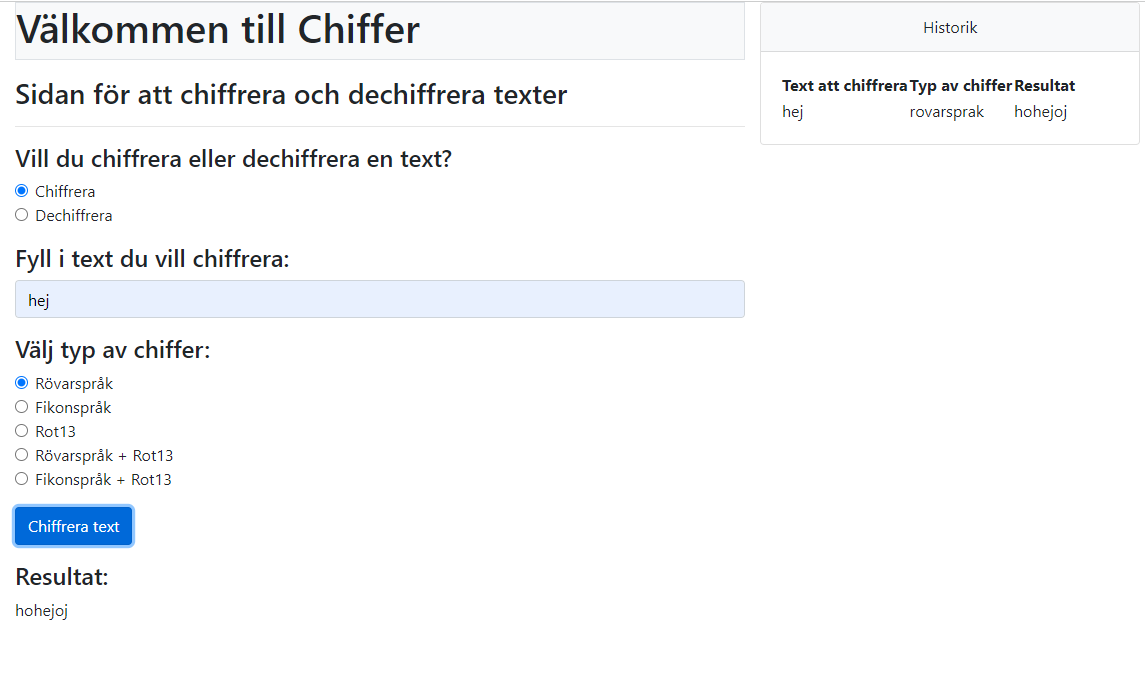 Välkommen till Chiffer
Sidan för att chiffrera och dechiffrera texter
Vill du chiffrera eller dechiffrera en text?
Chiffrera
Dechiffrera
Fyll i text du vill chiffrera:
hej
Välj typ av chiffer:
Rövarspråk
Fikonspråk
Rot13
Rövarspråk + Rot13
Fikonspråk + Rot13
Chiffrera text
Resultat:
hohejoj
Historik
Text att chiffrera Typ av chiffer Resultat
hej rovarsprak hohejoj